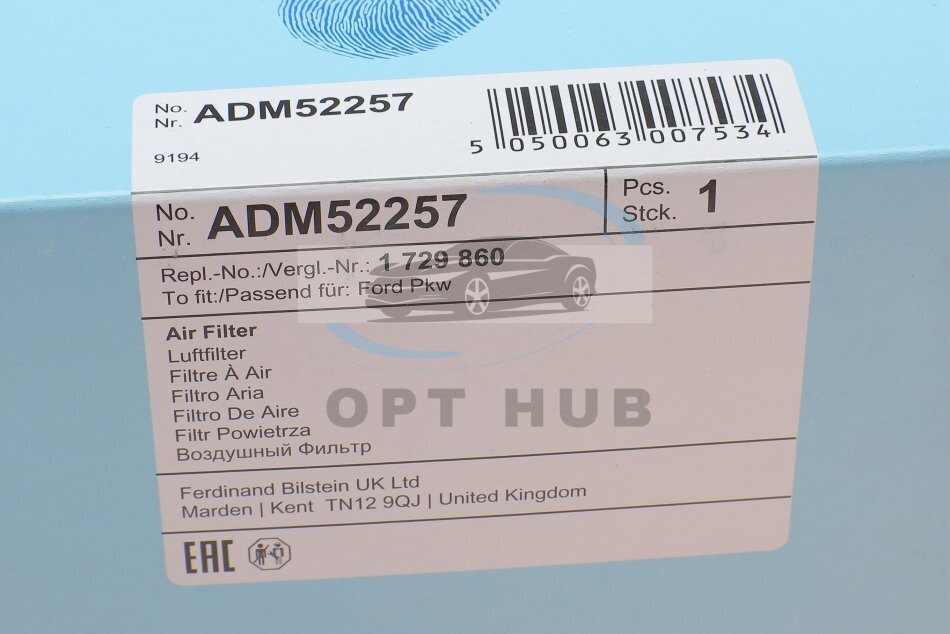 No.
Nr. ADM52257
9194
5 050063 007534
No.
Nr. ADM52257
Pcs.
Stck. 1
Repl.-No.:/Vergl.-Nr.: 1 729 860
To fit:/Passend für: Ford Pkw
Air Filter
Luftfilter
Filtre À Air
Filtro Aria
Filtro De Aire
Filtr Powietrza
Воздушный Фильтр
OPT HUB
Ferdinand Bilstein UK Ltd
Marden | Kent TN12 9QJ | United Kingdom
EAC